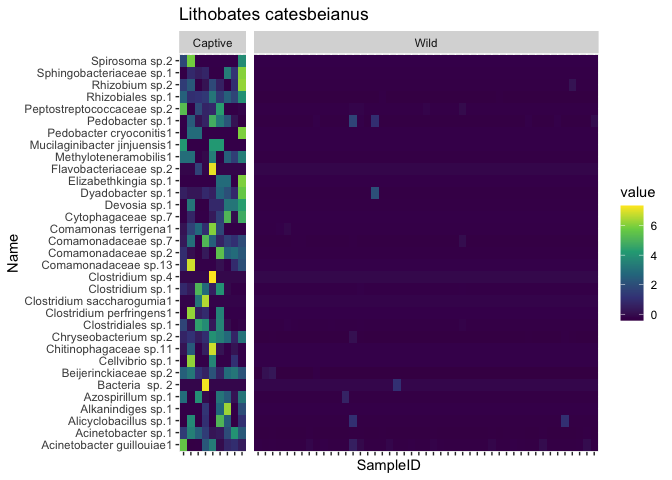 Lithobates catesbeianus
Captive
Wild
Name
Spirosoma sp.2
Sphingobacteriaceae sp.1
Rhizobium sp.2
Rhizobiales sp.1
Peptostreptococcaceae sp.2
Pedobacter sp.1
Pedobacter cryoconitis1
Mucilaginibacter jinjuensis1
Methyloteneramobilis1
Flavobacteriaceae sp.2
Elizabethkingia sp.1
Dyadobacter sp.1
Devosia sp.1
Cytophagaceae sp.7
Comamonas terrigena1
Comamonadaceae sp.7
Comamonadaceae sp.2
Comamonadaceae sp.13
Clostridium sp.4
Clostridium sp.1
Clostridium saccharogumia1
Clostridium perfringens1
Clostridiales sp.1
Chryseobacterium sp.2
Chitinophagaceae sp.11
Cellvibrio sp.1
Beijerinckiaceae sp.2
Bacteria  sp. 2
Azospirillum sp.1
Alkanindiges sp.1
Alicyclobacillus sp.1
Acinetobacter sp.1
Acinetobacter guillouiae1
SampleID
value
6
4
2
0